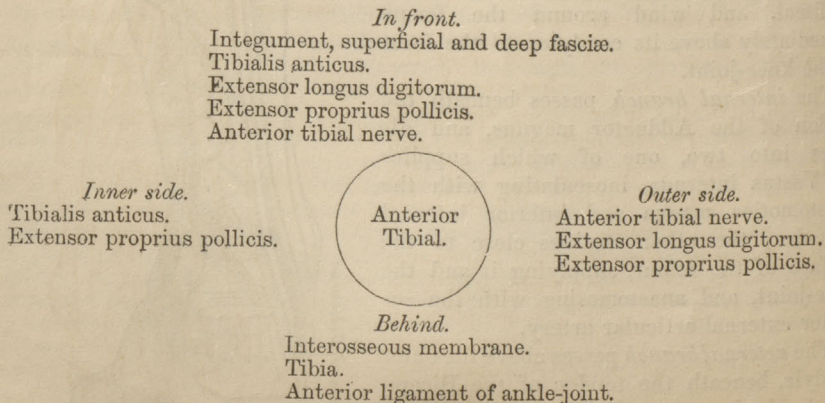 In front.
Integument, superficial and deep fasciæ.
Tibialis anticus.
Extensor longus digitorum.
Extensor proprius pollicis.
Anterior tibial nerve.
Inner side.
Tibialis anticus.
Extensor proprius pollicis.
Anterior
Tibial.
Outer side.
Anterior tibial nerve.
Extensor longus digitorum.
Extensor proprius pollicis.
Behind.
Interosseous membrane.
Tibia.
Anterior ligament of ankle-joint.